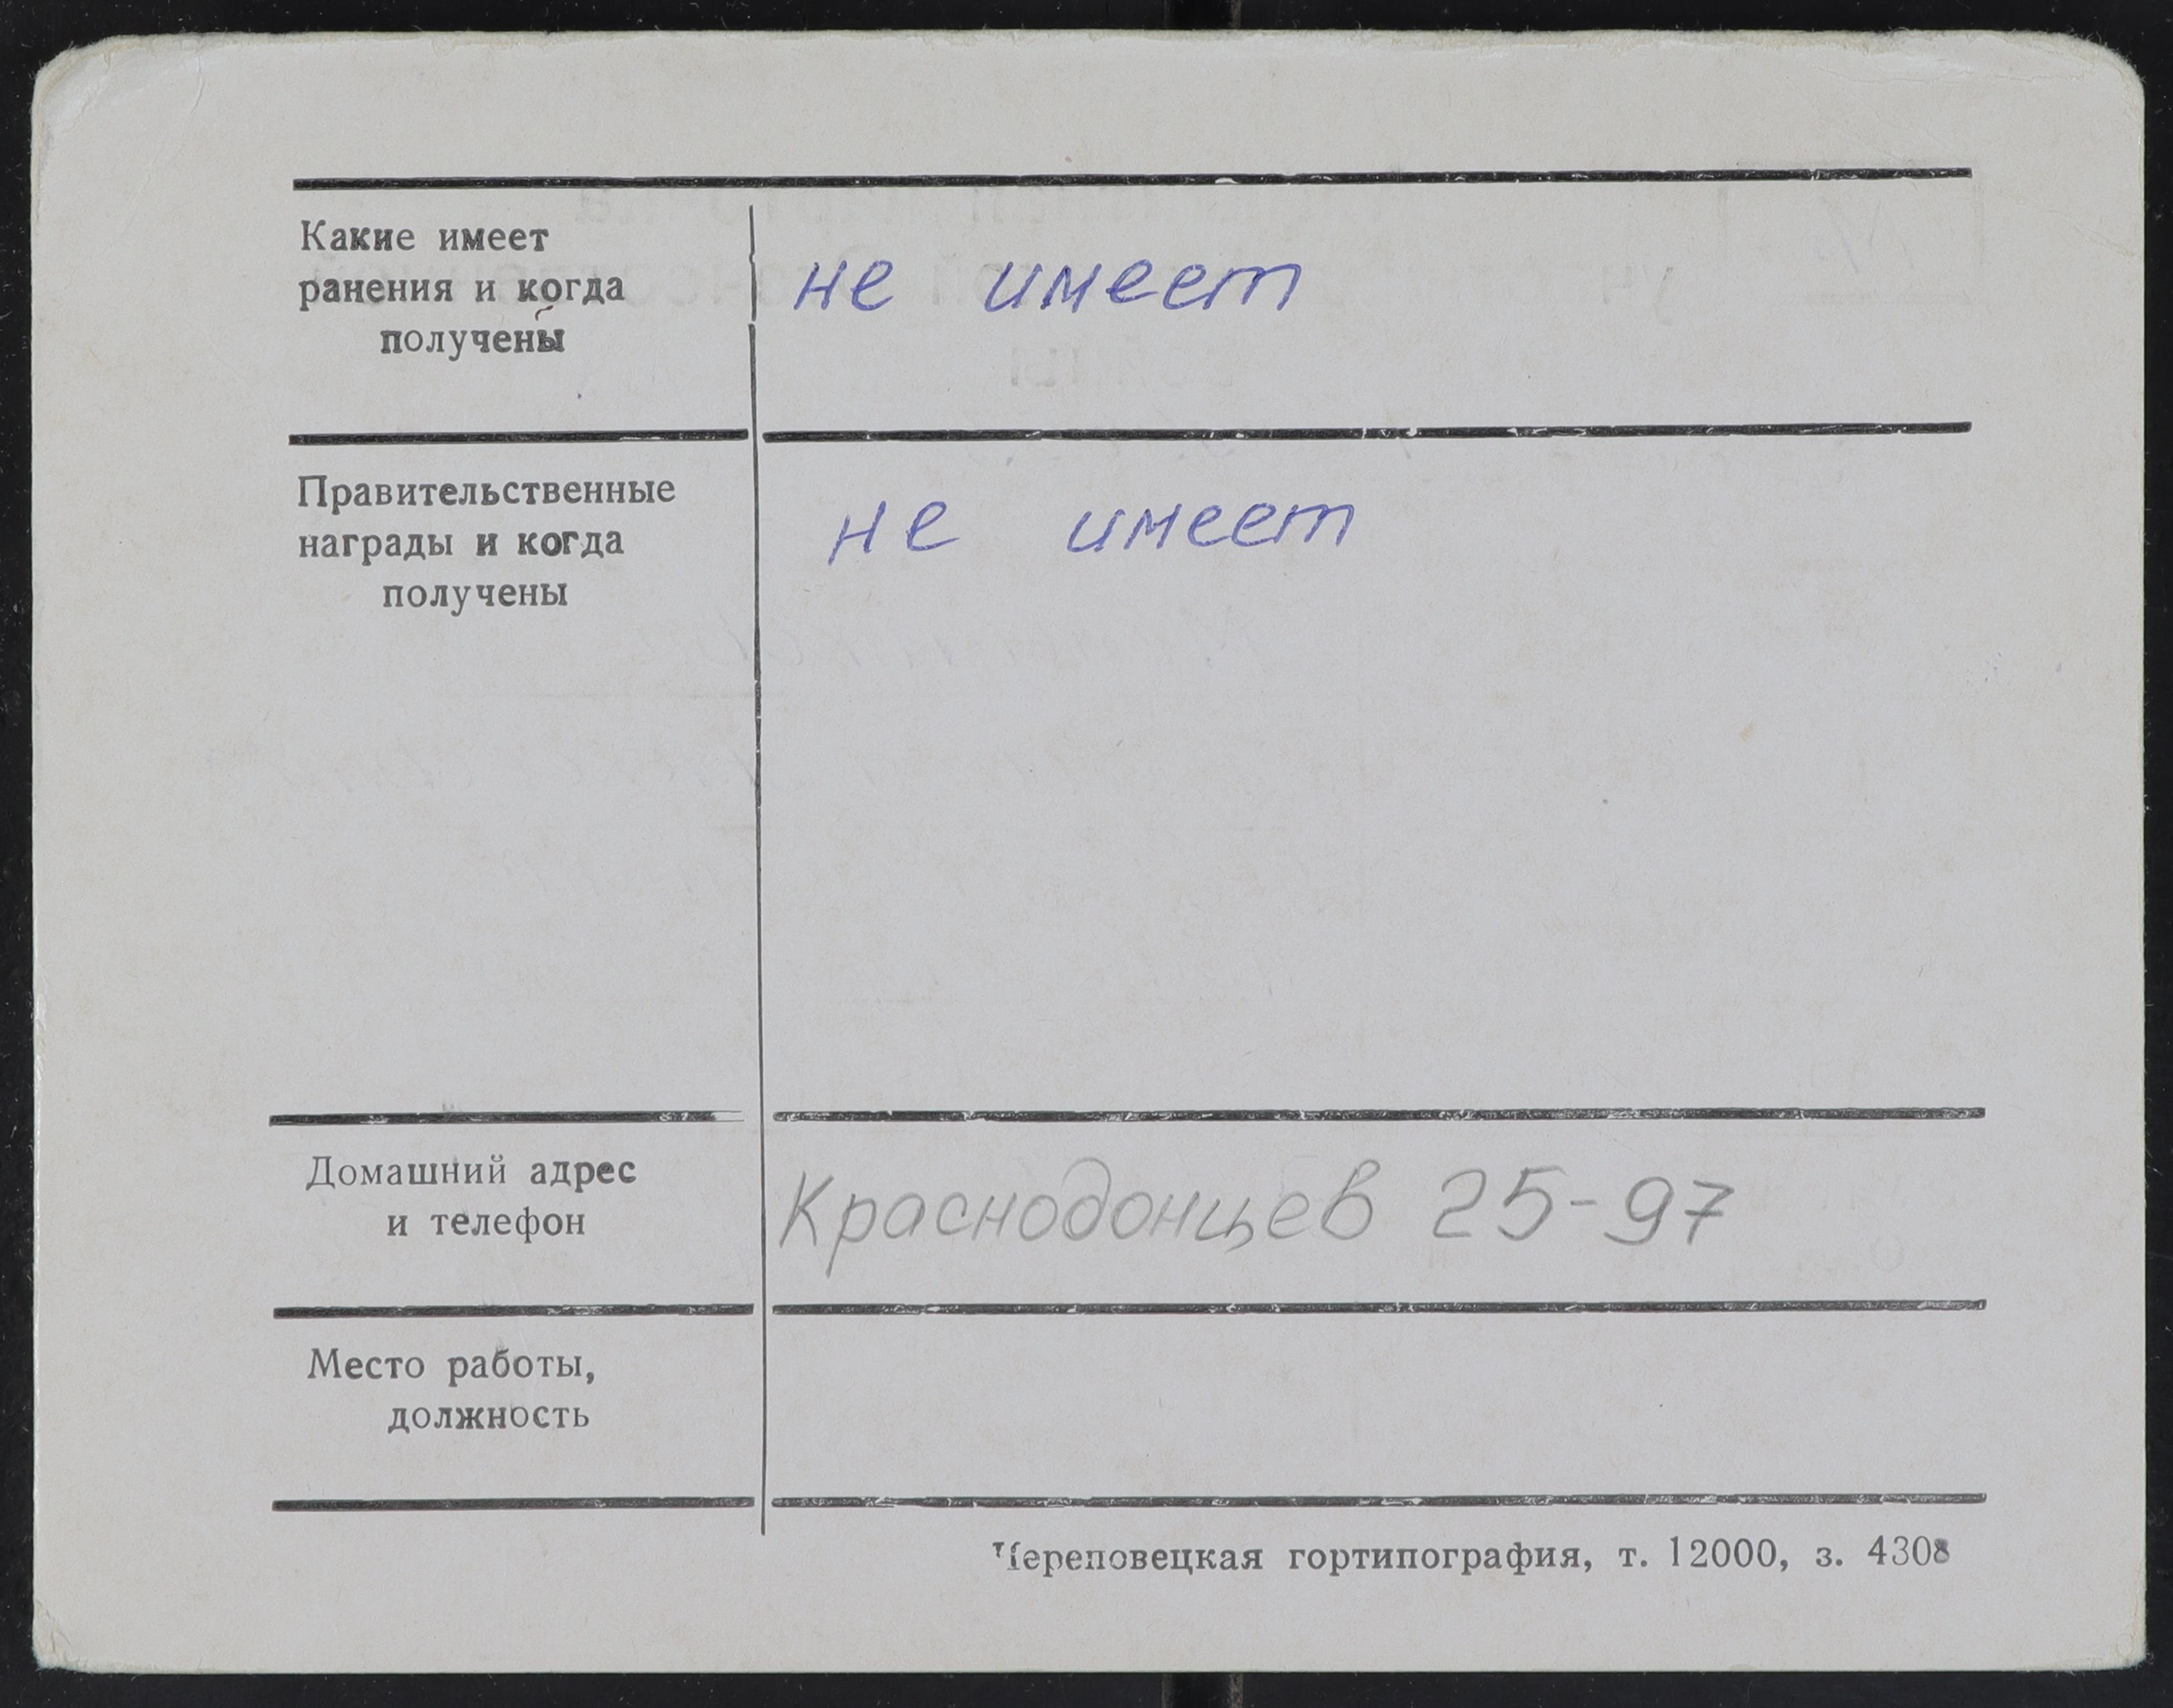 Какие имеет
ранения и когда
получены
не имеет
Правительственные
награды и когда
получены
не имеет
Домашний адрес
и телефон
Краснодонцев 25-97
Место работы,
должность
Череповецкая гортипография, т. 12000, з. 4308